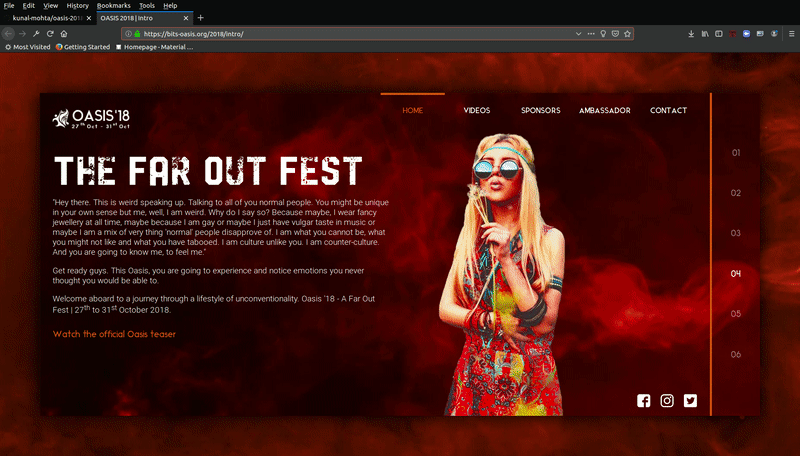 File Edit View History Bookmarks Tools Help
kunal-mohta/oasis-2018
OASIS 2018 | Intro
https://bits-oasis.org/2018/intro/
Most Visited Getting Started Homepage - Material ...
OASIS'18
27th Oct - 31st Oct
HOME VIDEOS SPONSORS AMBASSADOR CONTACT
THE FAR OUT FEST
"Hey there. This is weird speaking up. Talking to all of you normal people. You might be unique
in your own sense but me, well, I am weird. Why do I say so? Because maybe, I wear fancy
jewellery at all time, maybe because I am gay or maybe I just have vulgar taste in music or
maybe I am a mix of very thing 'normal' people disapprove of. I am what you cannot be, what
you might not like and what you have tabooed. I am culture unlike you. I am counter-culture.
And you are going to know me, to feel me."
Get ready guys. This Oasis, you are going to experience and notice emotions you never
thought you would be able to.
Welcome aboard to a journey through a lifestyle of unconventionality. Oasis '18 - A Far Out
Fest | 27th to 31st October 2018.
Watch the official Oasis teaser
01
02
03
04
05
06